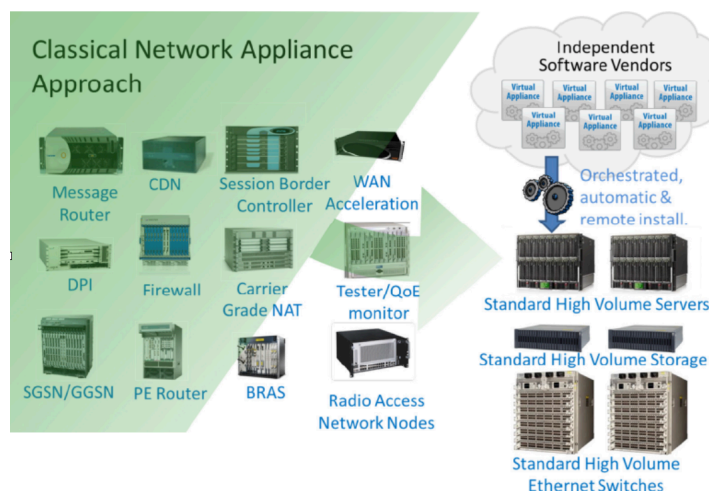 Classical Network Appliance
Approach
Message
Router
CDN
Session Border
Controller
WAN
Acceleration
DPI
Firewall
Carrier
Grade NAT
Tester/QoE
monitor
SGSN/GGSN
PE Router
BRAS
Radio Access
Network Nodes
Independent
Software Vendors
Virtual
Appliance
Virtual
Appliance
Virtual
Appliance
Virtual
Appliance
Virtual
Appliance
Virtual
Appliance
Virtual
Appliance
Orchestrated,
automatic &
remote install.
Standard High Volume Servers
Standard High Volume Storage
Standard High Volume
Ethernet Switches